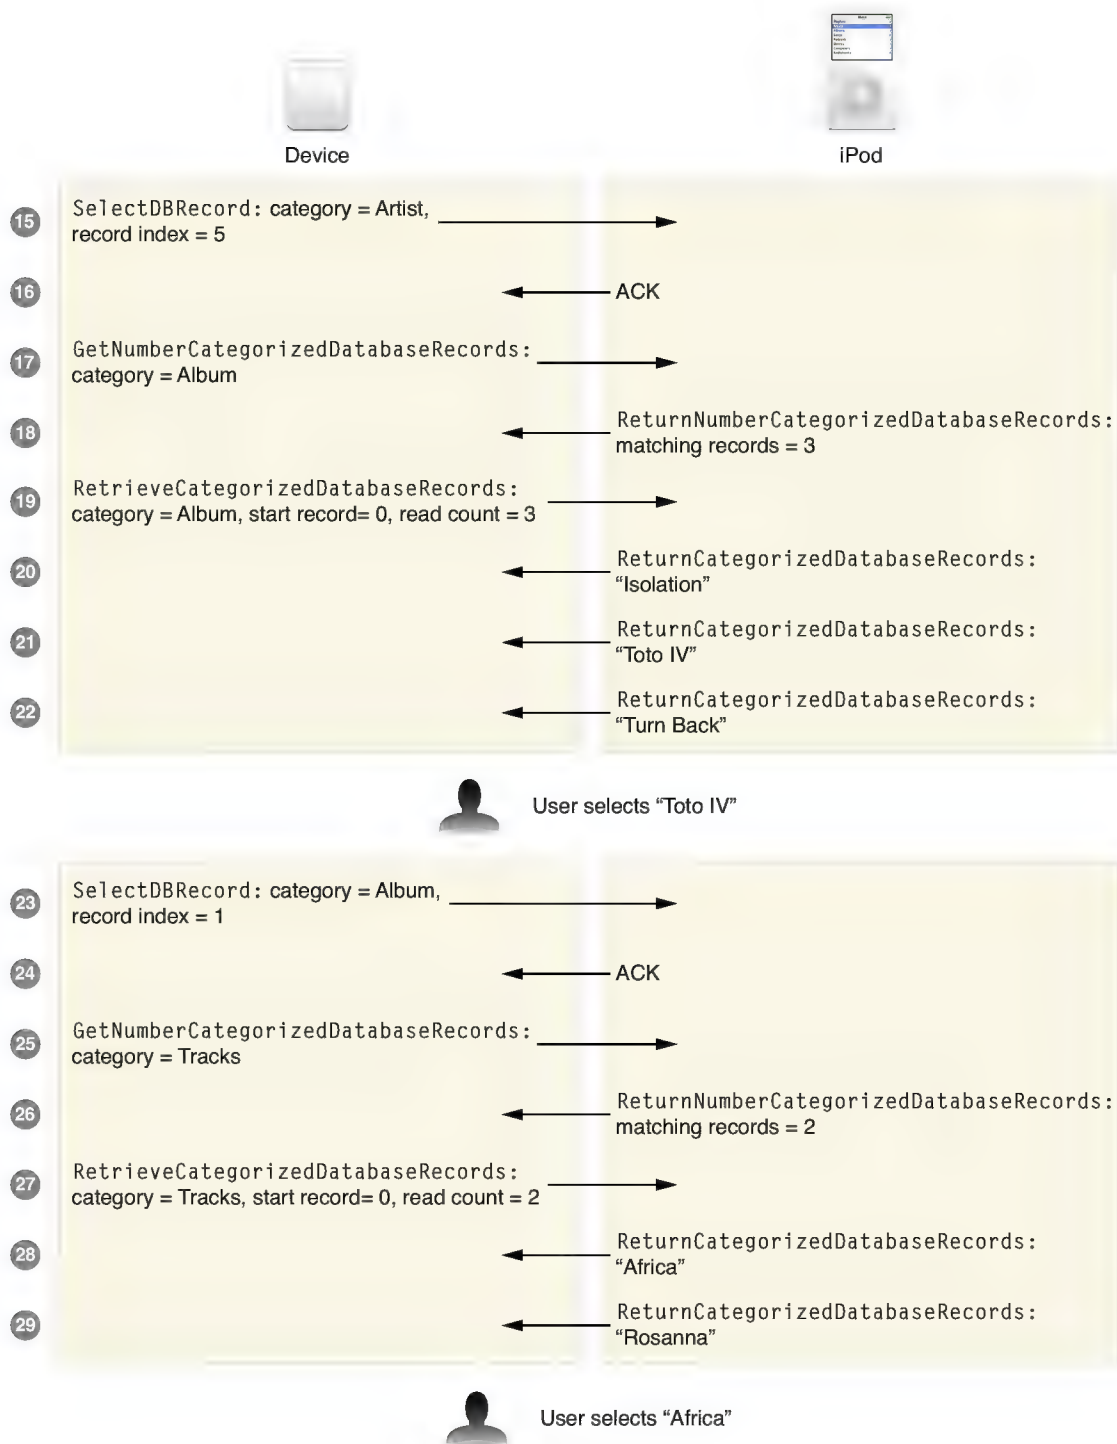 Device
iPod
15
SelectDBRecord: category = Artist,
record index = 5
16
ACK
17
GetNumberCategorizedDatabaseRecords:
category = Album
18
ReturnNumberCategorizedDatabaseRecords:
matching records = 3
19
RetrieveCategorizedDatabaseRecords:
category = Album, start record= 0, read count = 3
20
ReturnCategorizedDatabaseRecords:
“Isolation”
21
ReturnCategorizedDatabaseRecords:
“Toto IV”
22
ReturnCategorizedDatabaseRecords:
“Turn Back”
User selects “Toto IV”
23
SelectDBRecord: category = Album,
record index = 1
24
ACK
25
GetNumberCategorizedDatabaseRecords:
category = Tracks
26
ReturnNumberCategorizedDatabaseRecords:
matching records = 2
27
RetrieveCategorizedDatabaseRecords:
category = Tracks, start record= 0, read count = 2
28
ReturnCategorizedDatabaseRecords:
“Africa”
29
ReturnCategorizedDatabaseRecords:
“Rosanna”
User selects “Africa”